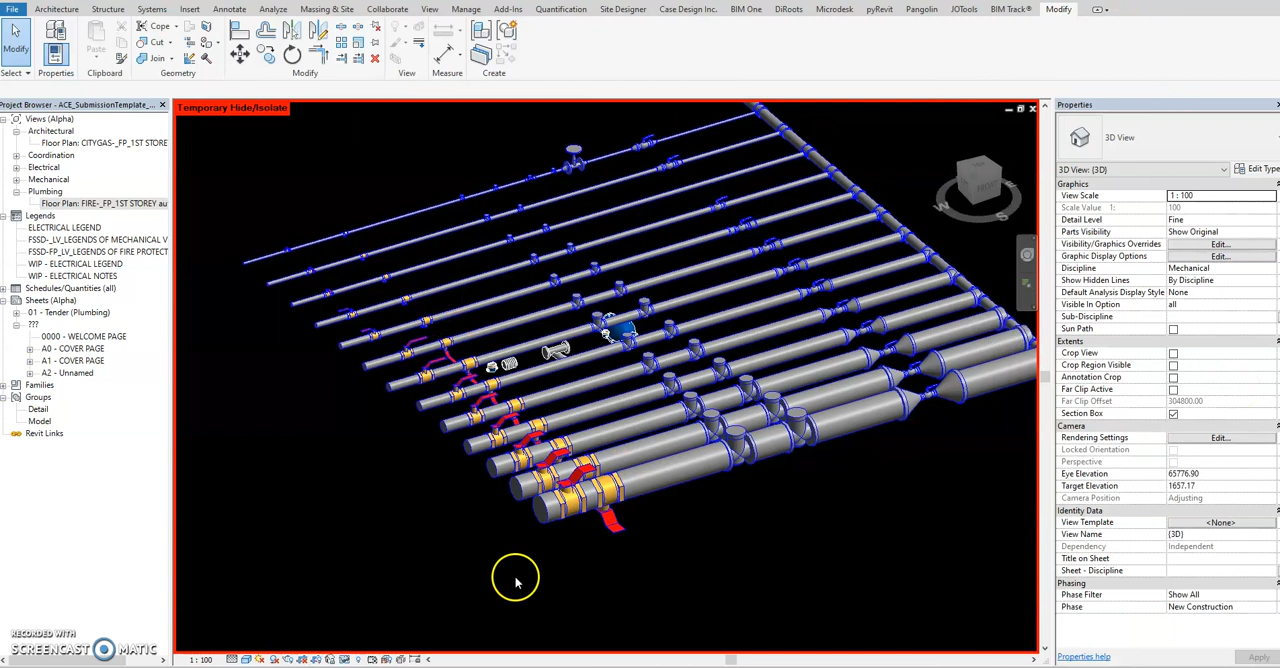 File Architecture Structure Systems Insert Annotate Analyze Massing & Site Collaborate View Manage Add-Ins Quantification Site Designer Case Design Inc. BIM One DiRoots Microdesk pyRevit Pangolin JOTools BIM Track® Modify
Modify Paste Cope Cut Join
Select Properties Clipboard Geometry Modify View Measure Create
Project Browser - ACE_SubmissionTemplate_...
Views (Alpha)
Architectural
Floor Plan: CITYGAS-_FP_1ST STORE
Coordination
Electrical
Mechanical
Plumbing
Floor Plan: FIRE-_FP_1ST STOREY au
Legends
ELECTRICAL LEGEND
FSSD-_LV_LEGENDS OF MECHANICAL V
FSSD-FP_LV_LEGENDS OF FIRE PROTECT
WIP - ELECTRICAL LEGEND
WIP - ELECTRICAL NOTES
Schedules/Quantities (all)
Sheets (Alpha)
01 - Tender (Plumbing)
???
0000 - WELCOME PAGE
A0 - COVER PAGE
A1 - COVER PAGE
A2 - Unnamed
Families
Groups
Detail
Model
Revit Links
RECORDED WITH
SCREENCAST MATIC
Temporary Hide/Isolate
W
S
1 : 100
Properties
3D View
3D View: {3D} Edit Type
Graphics
View Scale 1 : 100
Scale Value 1: 100
Detail Level Fine
Parts Visibility Show Original
Visibility/Graphics Overrides Edit...
Graphic Display Options Edit...
Discipline Mechanical
Show Hidden Lines By Discipline
Default Analysis Display Style None
Visible In Option all
Sub-Discipline
Sun Path
Extents
Crop View
Crop Region Visible
Annotation Crop
Far Clip Active
Far Clip Offset 304800.00
Section Box
Camera
Rendering Settings Edit...
Locked Orientation
Perspective
Eye Elevation 65776.90
Target Elevation 1657.17
Camera Position Adjusting
Identity Data
View Template <None>
View Name {3D}
Dependency Independent
Title on Sheet
Sheet - Discipline
Phasing
Phase Filter Show All
Phase New Construction
Properties help Apply